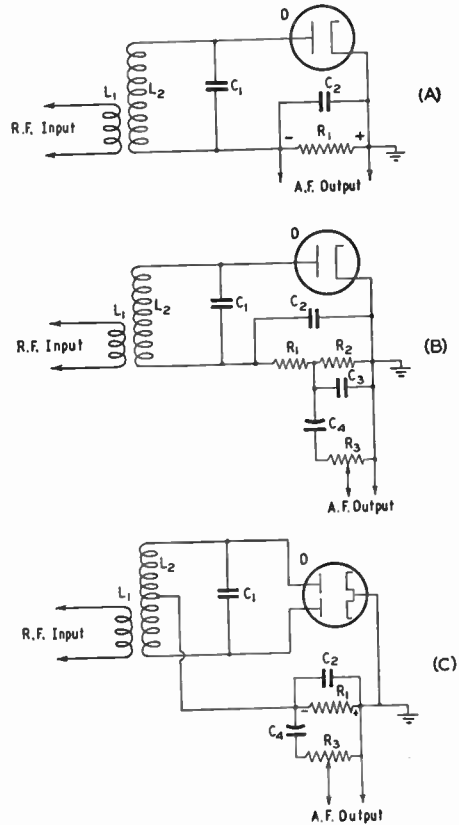 D
(A)
L₁ L₂ C₁ C₂
R.F. Input
- R₁ +
A.F. Output
D
(B)
L₁ L₂ C₁ C₂
R.F. Input
R₁ R₂
C₃
C₄
R₃
A.F. Output
D
(C)
L₂
L₁ C₁
R.F. Input
C₂
- R₁ +
C₄ R₃
A.F. Output